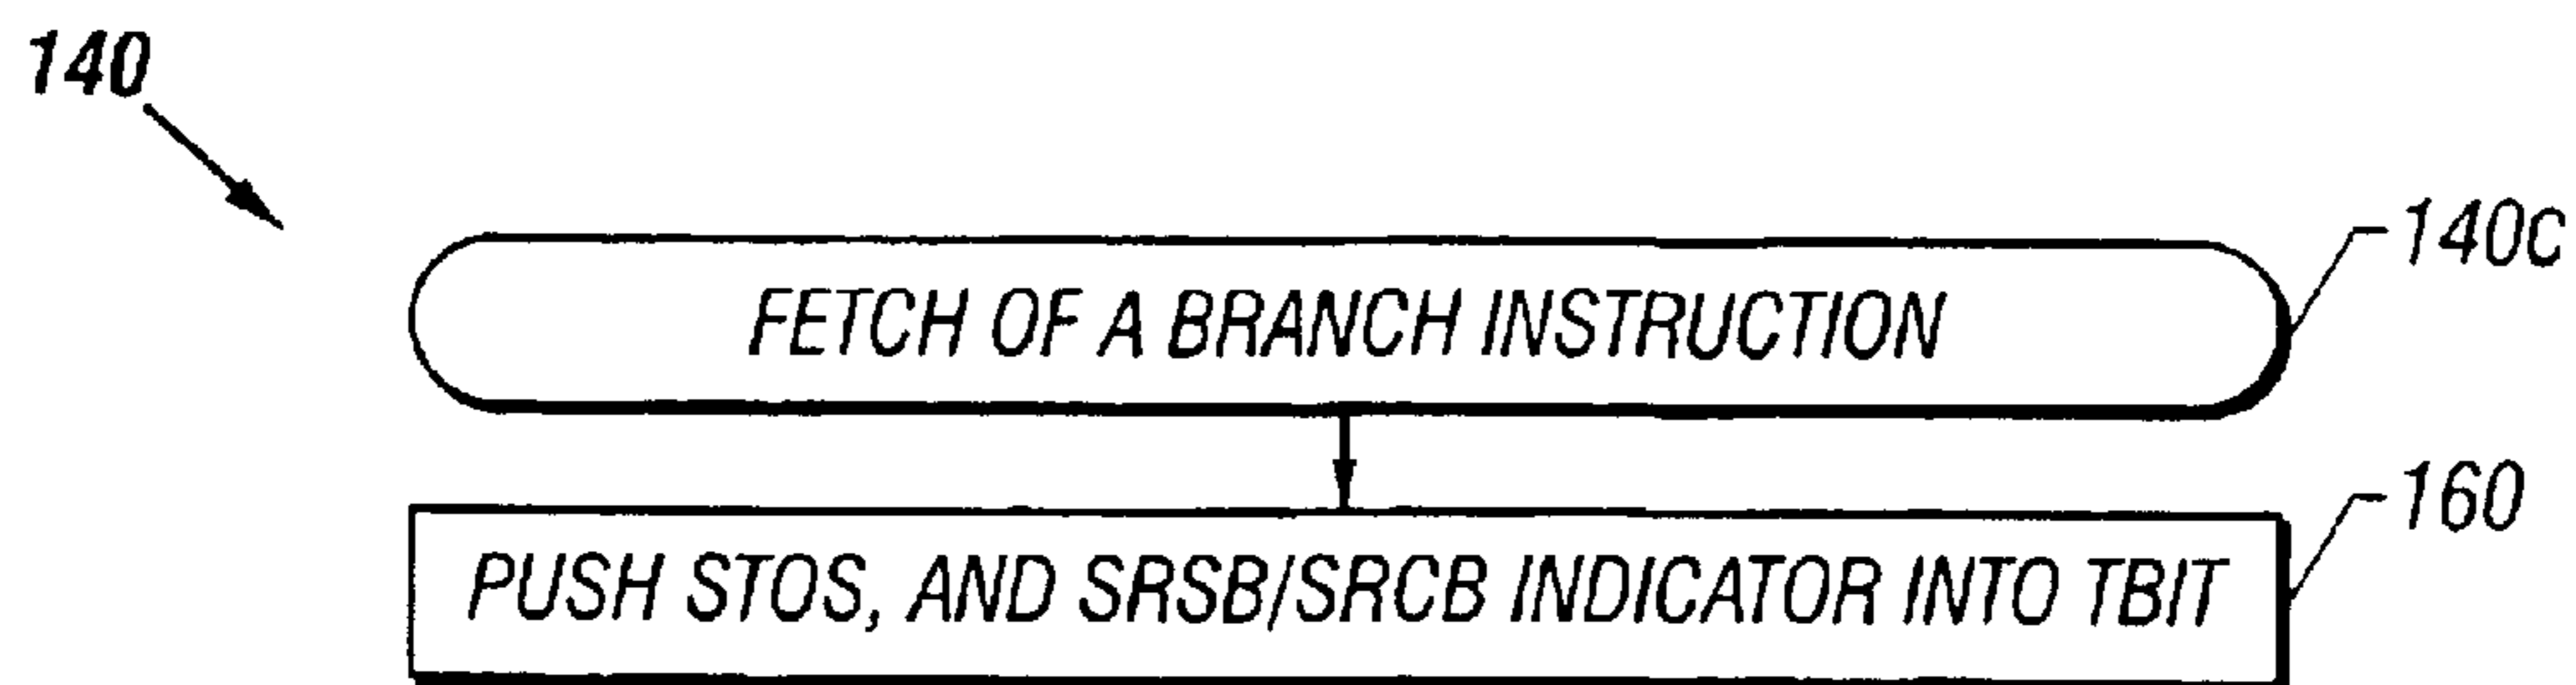 140
140C
FETCH OF A BRANCH INSTRUCTION
160
PUSH STOS, AND SRSB/SRCB INDICATOR INTO TBIT